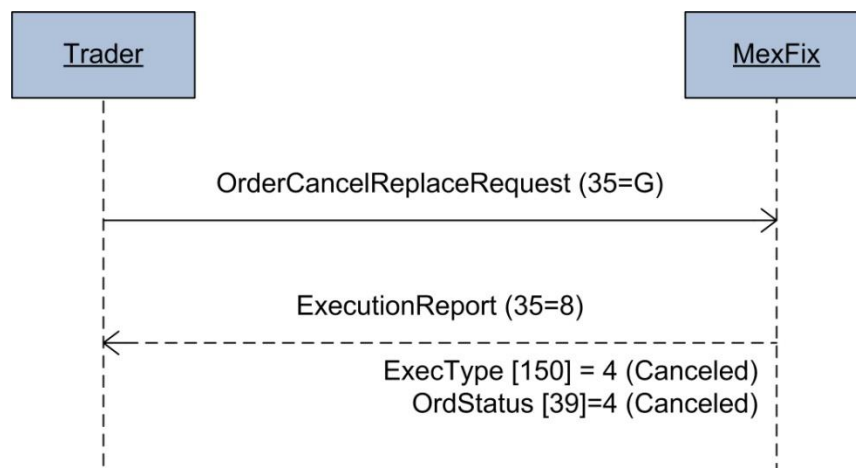 Trader
MexFix
OrderCancelReplaceRequest (35=G)
ExecutionReport (35=8)
ExecType [150] = 4 (Canceled)
OrdStatus [39]=4 (Canceled)